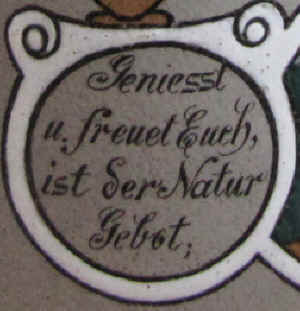 Geniesst
u. freuet Euch,
ist der Natur
Gebot,